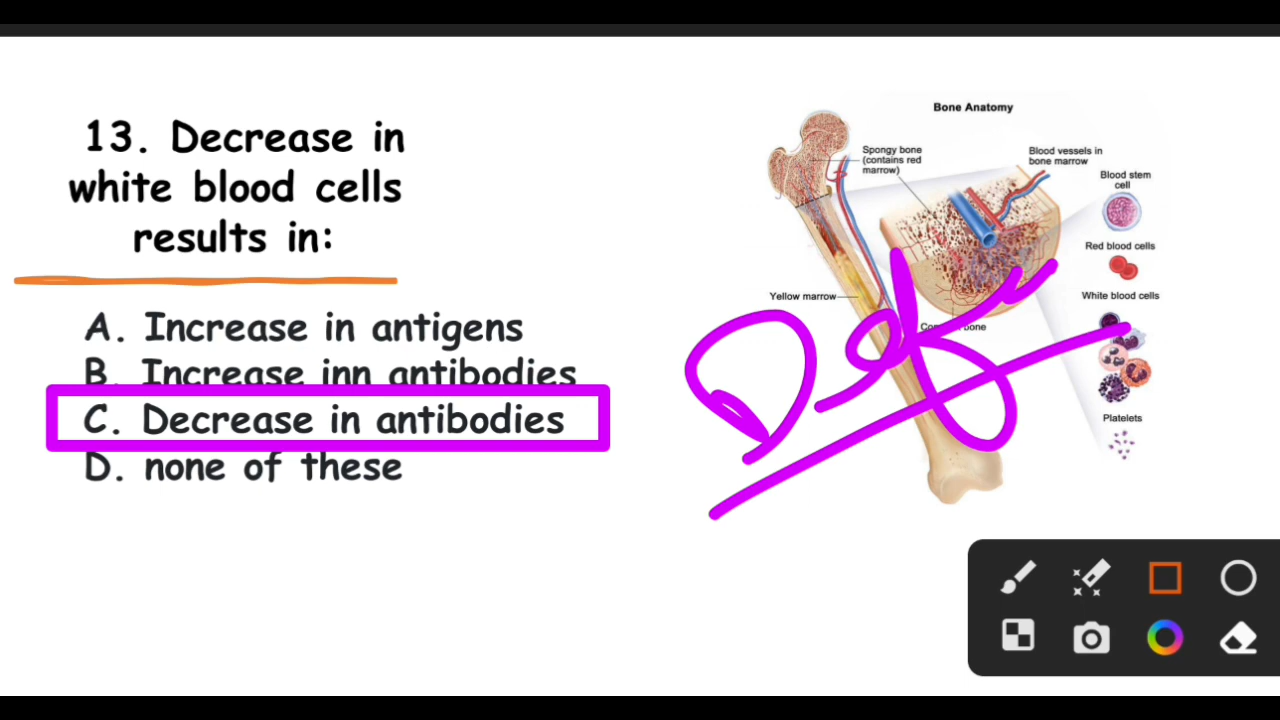 13. Decrease in
white blood cells
results in:
A. Increase in antigens
B. Increase inn antibodies
C. Decrease in antibodies
D. none of these
Bone Anatomy
Spongy bone
(contains red
marrow)
Blood vessels in
bone marrow
Blood stem
cell
Red blood cells
White blood cells
Yellow marrow
bone
Platelets